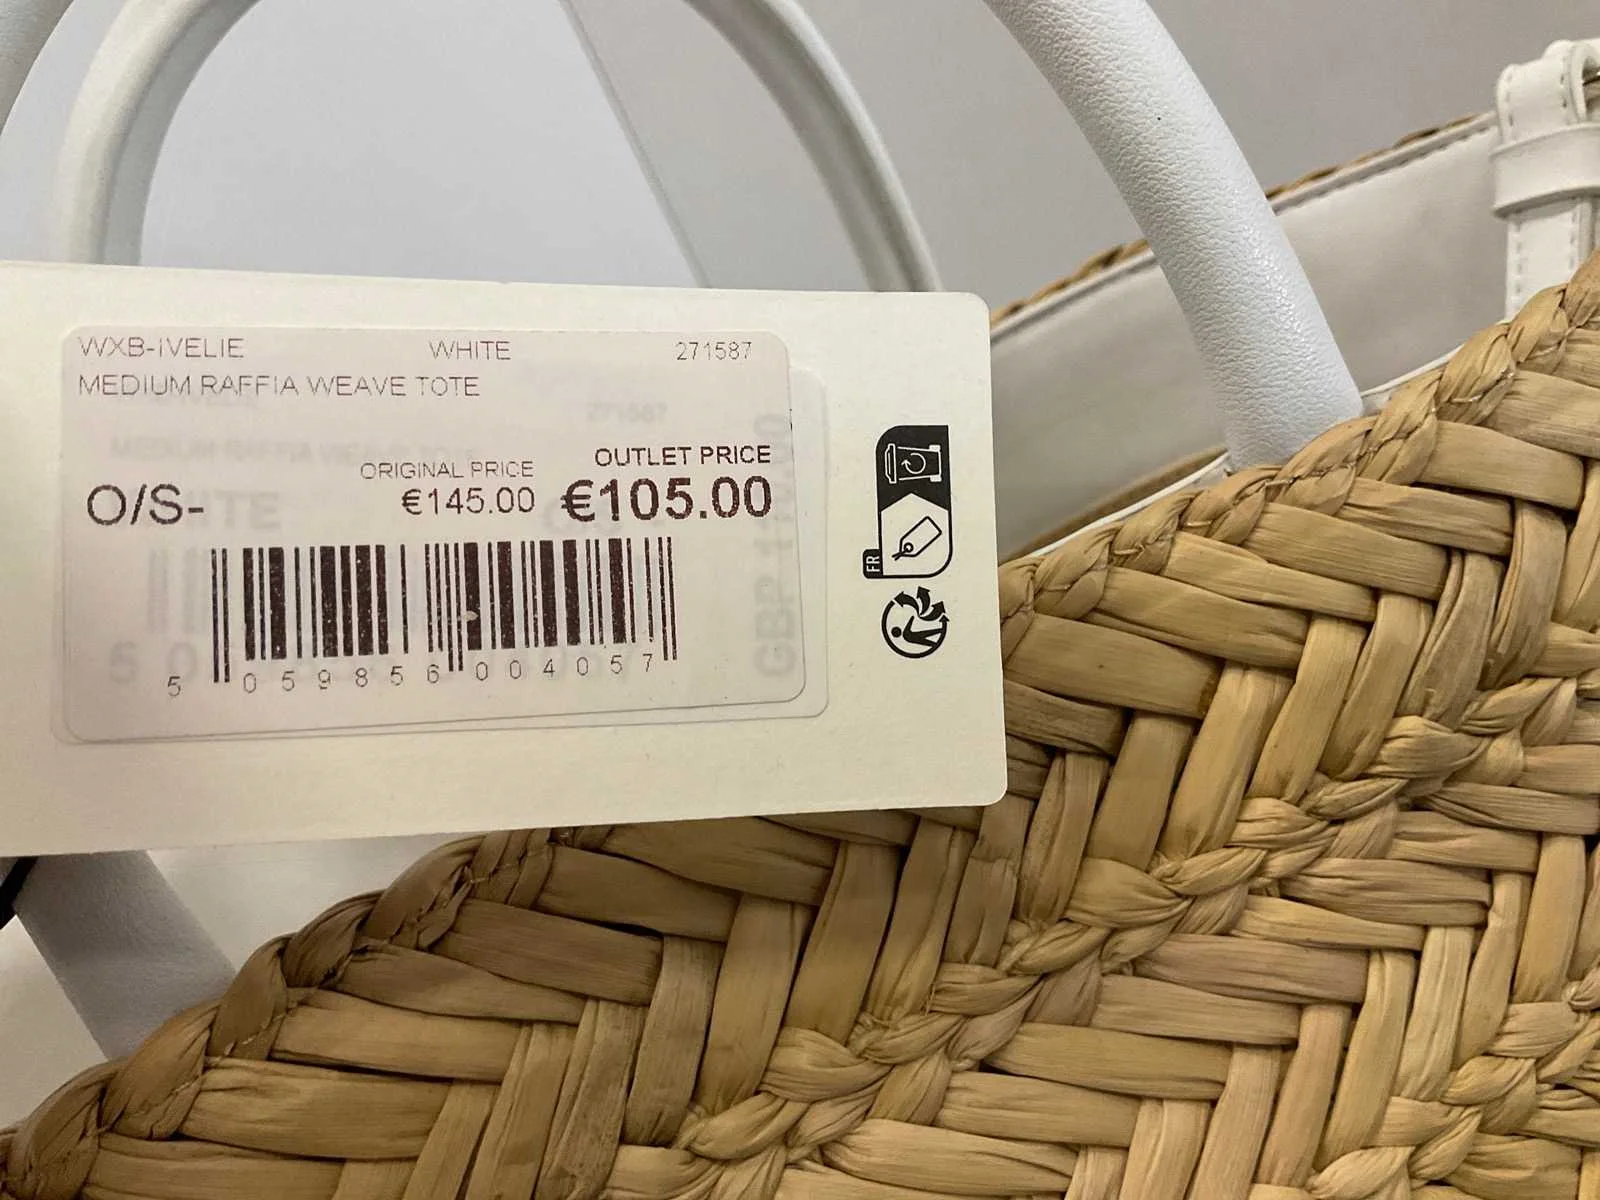 WXB-IVELIE WHITE 271587
MEDIUM RAFFIA WEAVE TOTE
ORIGINAL PRICE OUTLET PRICE
O/S- €145.00 €105.00
5 059856 004057
FR